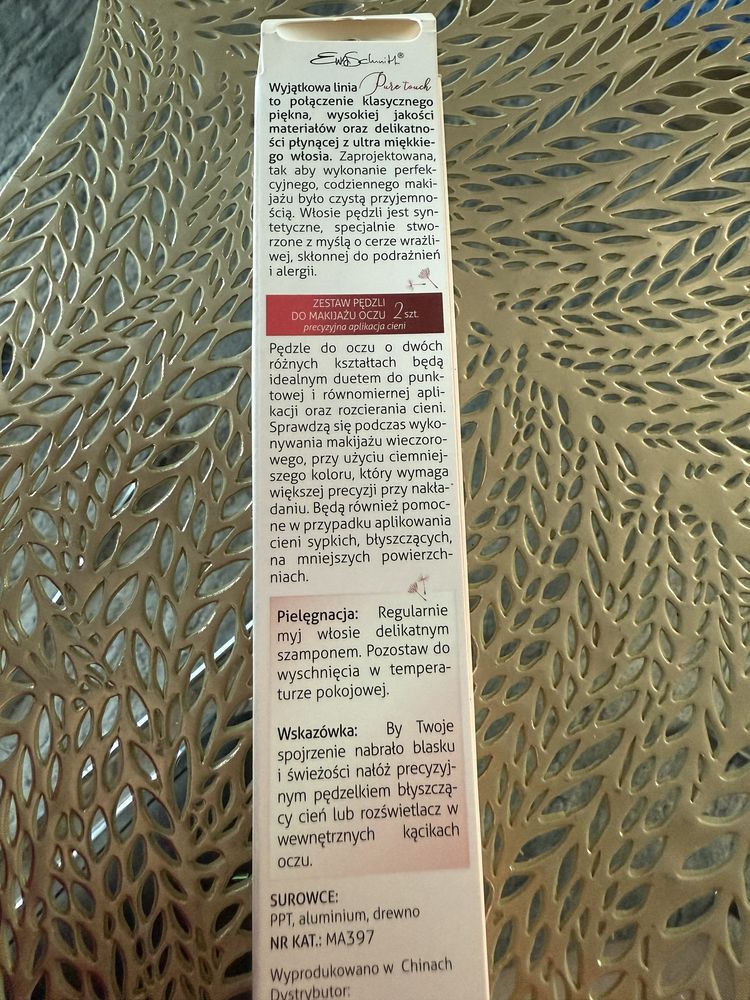 EwaSchmitt®
Wyjątkowa linia Pure touch
to połączenie klasycznego
piękna, wysokiej jakości
materiałów oraz delikatno-
ści płynącej z ultra miękkie-
go włosia. Zaprojektowana,
tak aby wykonanie perfek-
cyjnego, codziennego maki-
jażu było czystą przyjemno-
ścią. Włosie pędzli jest syn-
tetyczne, specjalnie stwo-
rzone z myślą o cerze wrażli-
wej, skłonnej do podrażnień
i alergii.
ZESTAW PĘDZLI
DO MAKIJAŻU OCZU 2 szt.
precyzyjna aplikacja cieni
Pędzle do oczu o dwóch
różnych kształtach będą
idealnym duetem do punk-
towej i równomiernej apli-
kacji oraz rozcierania cieni.
Sprawdzą się podczas wyko-
nywania makijażu wieczoro-
wego, przy użyciu ciemniej-
szego koloru, który wymaga
większej precyzji przy nakła-
daniu. Będą również pomoc-
ne w przypadku aplikowania
cieni sypkich, błyszczących,
na mniejszych powierzch-
niach.
Pielęgnacja: Regularnie
myj włosie delikatnym
szamponem. Pozostaw do
wyschnięcia w tempera-
turze pokojowej.
Wskazówka: By Twoje
spojrzenie nabrało blasku
i świeżości nałóż precyzyj-
nym pędzelkiem błyszczą-
cy cień lub rozświetlacz w
wewnętrznych kącikach
oczu.
SUROWCE:
PPT, aluminium, drewno
NR KAT.: MA397
Wyprodukowano w Chinach
Dystrybutor: